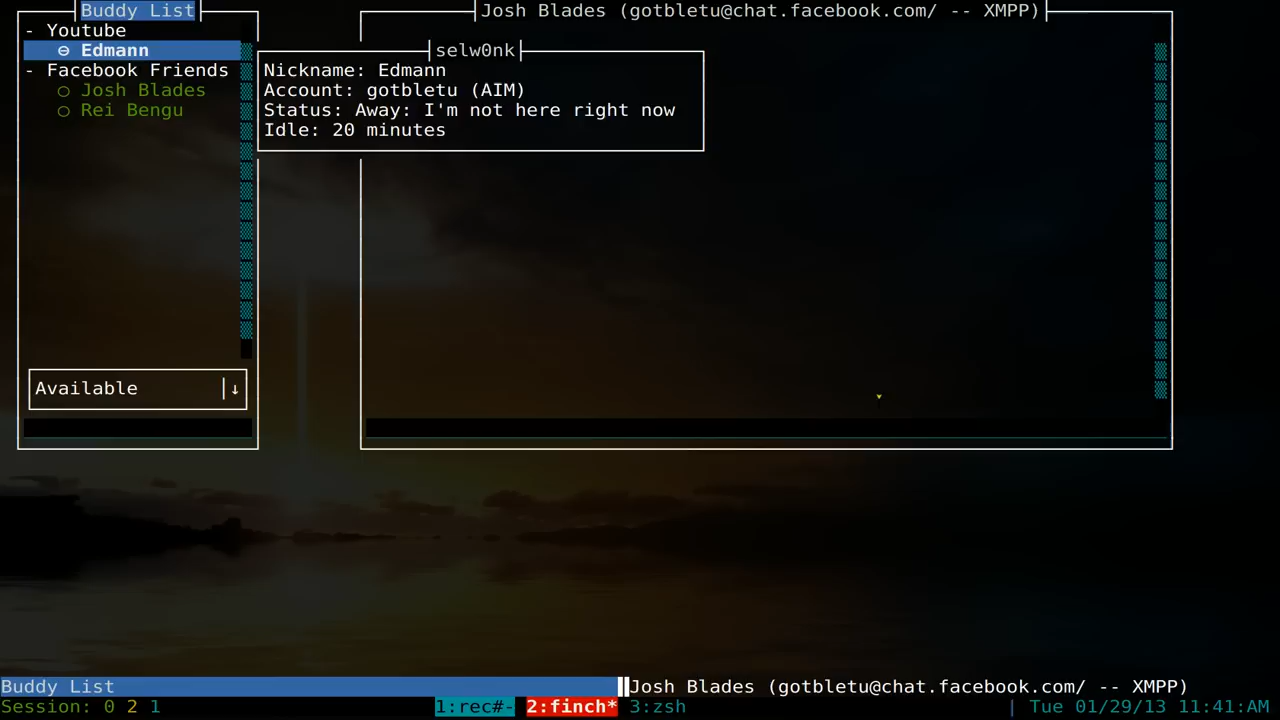 Buddy List
Josh Blades (gotbletu@chat.facebook.com/ -- XMPP)
- Youtube
⊖ Edmann
- Facebook Friends
○ Josh Blades
○ Rei Bengu
selw0nk
Nickname: Edmann
Account: gotbletu (AIM)
Status: Away: I'm not here right now
Idle: 20 minutes
Available |↓
Buddy List
Josh Blades (gotbletu@chat.facebook.com/ -- XMPP)
Session: 0 2 1
1:rec#- 2:finch* 3:zsh
| Tue 01/29/13 11:41:AM